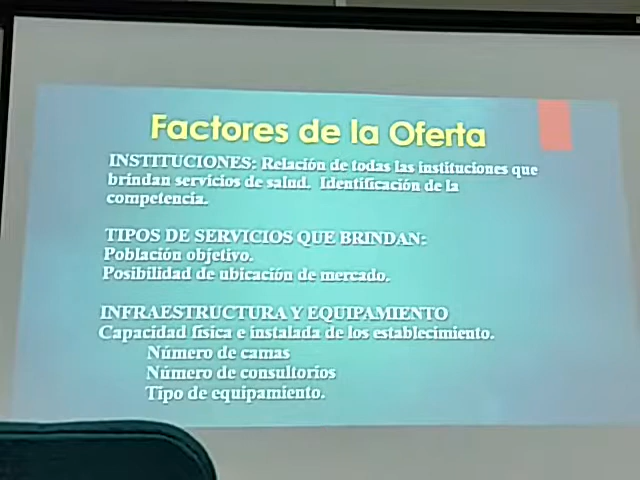 Factores de la Oferta
INSTITUCIONES: Relación de todas las instituciones que
brindan servicios de salud. Identificación de la
competencia.
TIPOS DE SERVICIOS QUE BRINDAN:
Población objetivo.
Posibilidad de ubicación de mercado.
INFRAESTRUCTURA Y EQUIPAMIENTO
Capacidad física e instalada de los establecimiento.
Número de camas
Número de consultorios
Tipo de equipamiento.